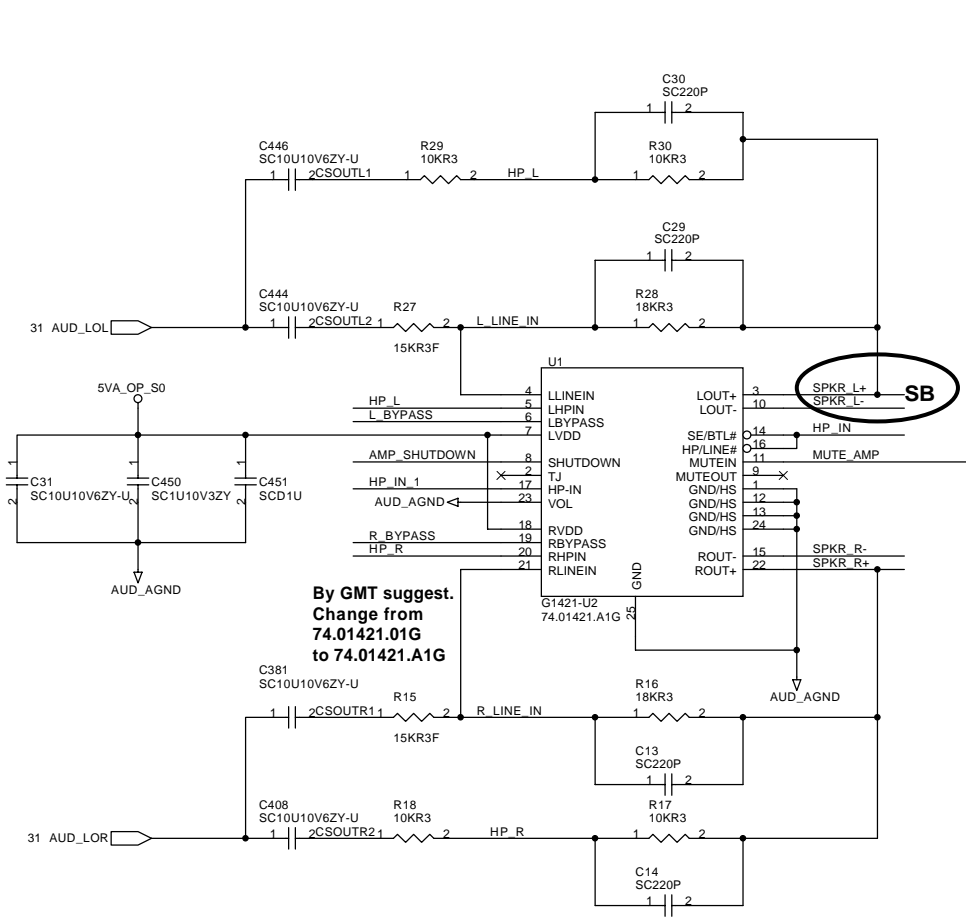 C30
SC220P
1 2
C446
SC10U10V6ZY-U
1 2 CSOUTL1
R29
10KR3
1 2
HP_L
R30
10KR3
1 2
C29
SC220P
1 2
C444
SC10U10V6ZY-U
31 AUD_LOL
1 2 CSOUTL2
R27
1 2
15KR3F
L_LINE_IN
R28
18KR3
1 2
5VA_OP_S0
1
2
C31
SC10U10V6ZY-U
1
2
C450
SC1U10V3ZY
1
2
C451
SCD1U
AUD_AGND
U1
4 LLINEIN
HP_L 5 LHPIN
L_BYPASS 6 LBYPASS
7 LVDD
AMP_SHUTDOWN 8 SHUTDOWN
2 TJ
HP_IN_1 17 HP-IN
AUD_AGND 23 VOL
18 RVDD
R_BYPASS 19 RBYPASS
HP_R 20 RHPIN
21 RLINEIN
LOUT+ 3 SPKR_L+
LOUT- 10 SPKR_L-
SB
SE/BTL# 14 HP_IN
HP/LINE# 16
MUTEIN 11 MUTE_AMP
MUTEOUT 9
GND/HS 1
GND/HS 12
GND/HS 13
GND/HS 24
ROUT- 15 SPKR_R-
ROUT+ 22 SPKR_R+
GND
25
G1421-U2
74.01421.A1G
By GMT suggest.
Change from
74.01421.01G
to 74.01421.A1G
AUD_AGND
C381
SC10U10V6ZY-U
1 2 CSOUTR1
R15
1 2
15KR3F
R_LINE_IN
R16
18KR3
1 2
C13
SC220P
1 2
C408
SC10U10V6ZY-U
31 AUD_LOR
1 2 CSOUTR2
R18
10KR3
1 2
HP_R
R17
10KR3
1 2
C14
SC220P
1 2